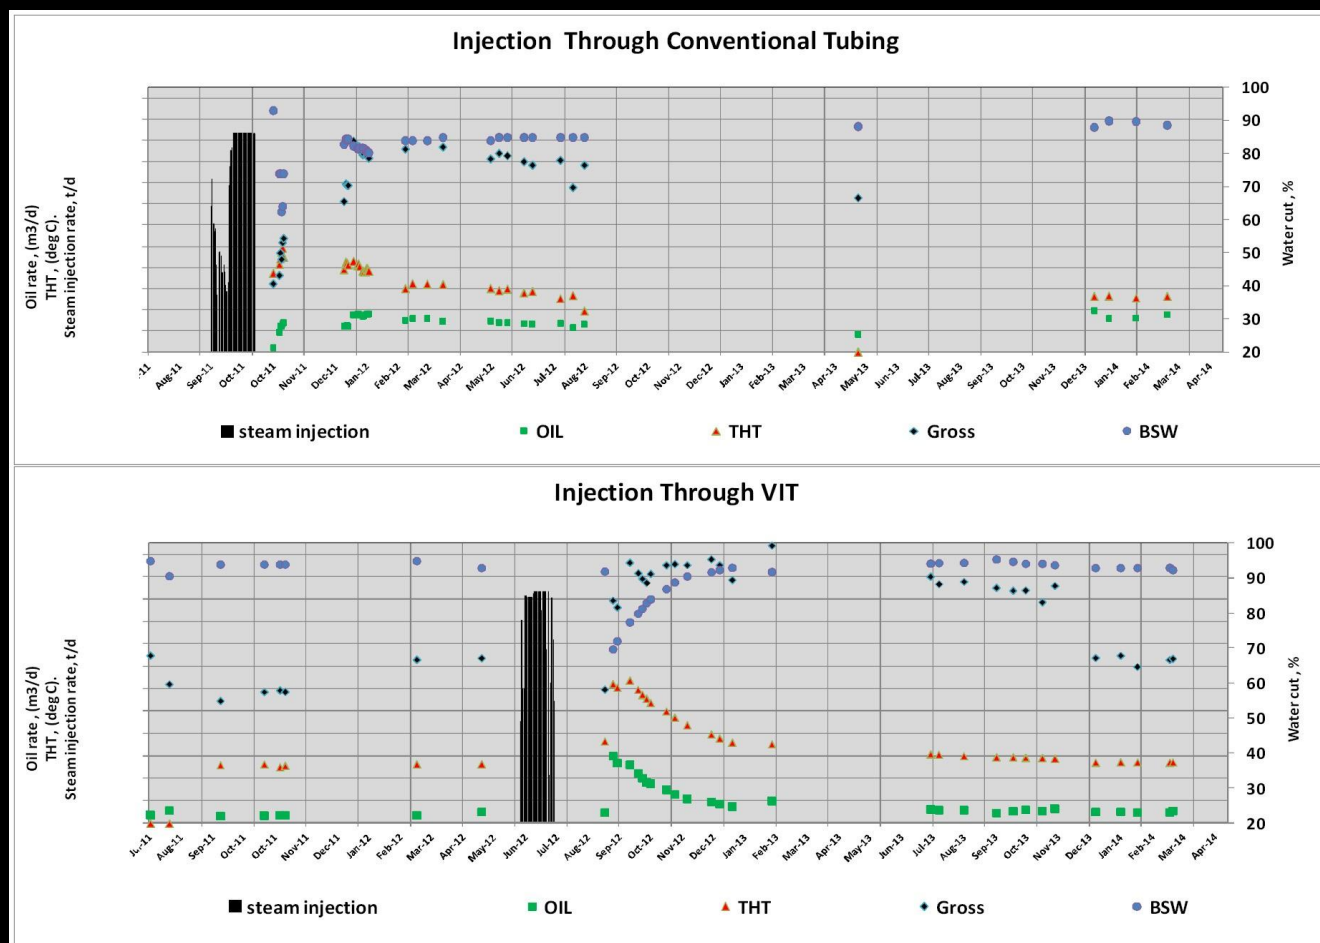 Injection Through Conventional Tubing
Oil rate , (m3/d)
THT , (deg C).
Steam injection rate, t/d
100
90
80
70
60
50
40
30
20
Water cut , %
-11 Aug-11 Sep-11 Oct-11 Oct-11 Nov-11 Dec-11 Jan-12 Feb-12 Mar-12 Apr-12 May-12 Jun-12 Jul-12 Aug-12 Sep-12 Oct-12 Nov-12 Dec-12 Jan-13 Feb-13 Mar-13 Apr-13 May-13 Jun-13 Jul-13 Aug-13 Sep-13 Oct-13 Nov-13 Dec-13 Jan-14 Feb-14 Mar-14 Apr-14
steam injection OIL THT Gross BSW
Injection Through VIT
Oil rate , (m3/d)
THT , (deg C).
Steam injection rate, t/d
100
90
80
70
60
50
40
30
20
Water cut , %
-11 Aug-11 Sep-11 Oct-11 Oct-11 Nov-11 Dec-11 Jan-12 Feb-12 Mar-12 Apr-12 May-12 Jun-12 Jul-12 Aug-12 Sep-12 Oct-12 Nov-12 Dec-12 Jan-13 Feb-13 Mar-13 Apr-13 May-13 Jun-13 Jul-13 Aug-13 Sep-13 Oct-13 Nov-13 Dec-13 Jan-14 Feb-14 Mar-14 Apr-14
steam injection OIL THT Gross BSW